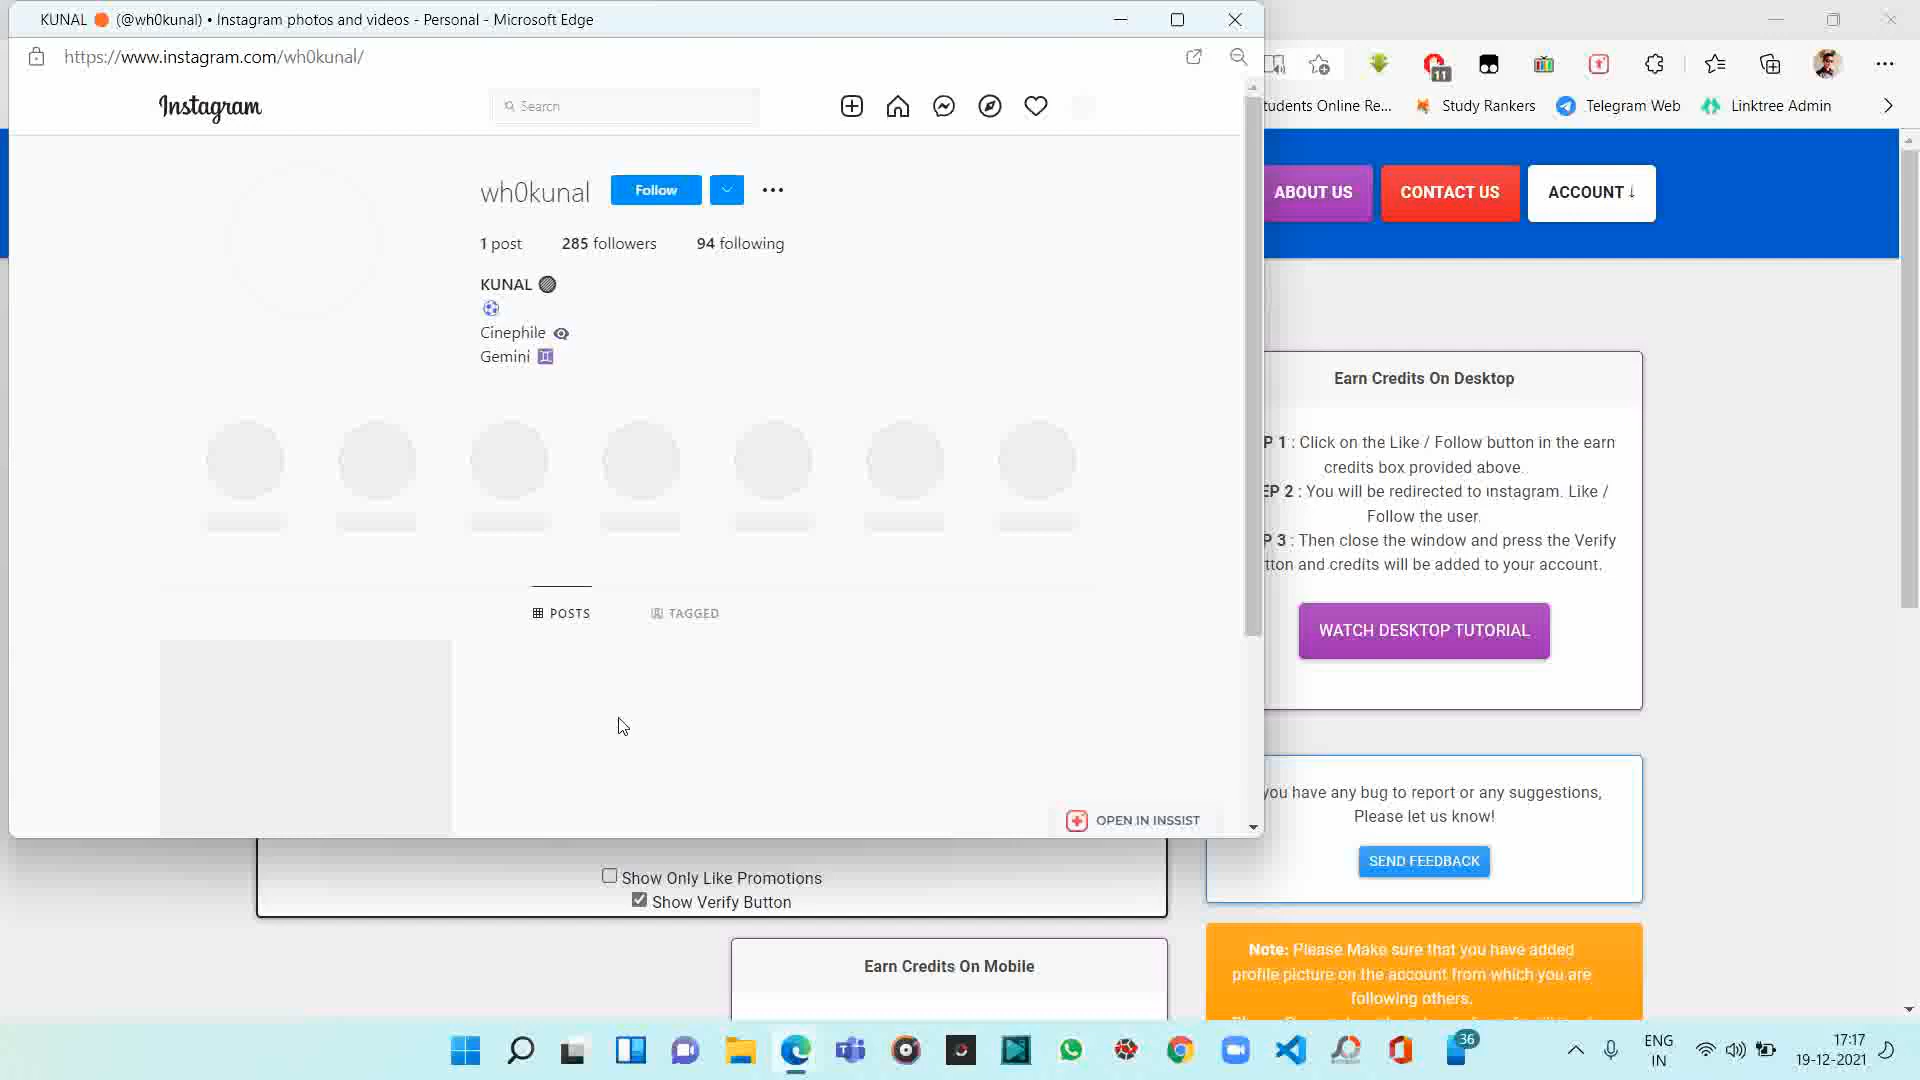 KUNAL (@wh0kunal) • Instagram photos and videos - Personal - Microsoft Edge
https://www.instagram.com/wh0kunal/
11
tudents Online Re...
Study Rankers
Telegram Web
Linktree Admin
Instagram
Search
wh0kunal
Follow
1 post
285 followers
94 following
KUNAL
Cinephile
Gemini
POSTS
TAGGED
OPEN IN INSSIST
ABOUT US
CONTACT US
ACCOUNT ↓
Earn Credits On Desktop
P 1 : Click on the Like / Follow button in the earn
credits box provided above.
EP 2 : You will be redirected to instagram. Like /
Follow the user.
P 3 : Then close the window and press the Verify
tton and credits will be added to your account.
WATCH DESKTOP TUTORIAL
you have any bug to report or any suggestions,
Please let us know!
SEND FEEDBACK
Show Only Like Promotions
Show Verify Button
Earn Credits On Mobile
Note: Please Make sure that you have added
profile picture on the account from which you are
following others.
36
ENG
IN
17:17
19-12-2021